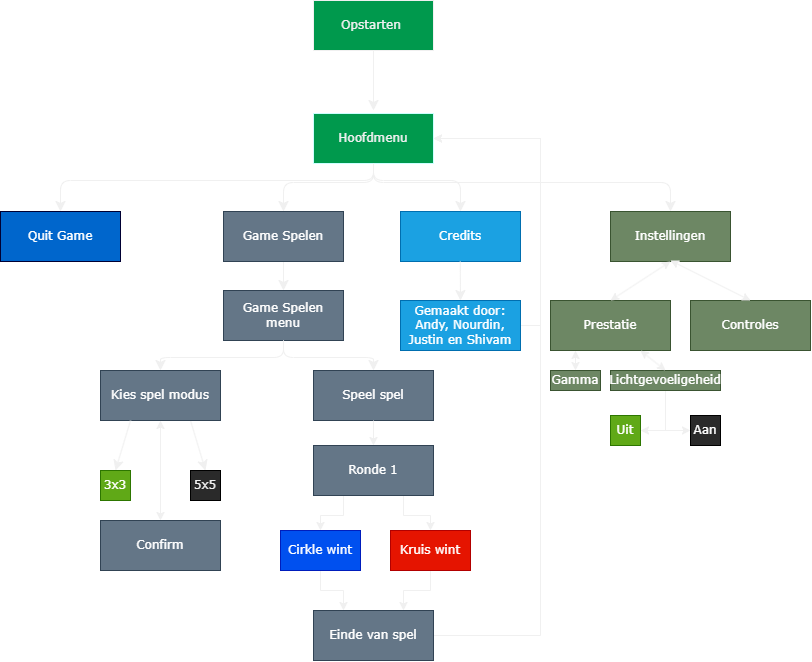 Opstarten
Hoofdmenu
Quit Game
Game Spelen
Credits
Instellingen
Game Spelen
menu
Gemaakt door:
Andy, Nourdin,
Justin en Shivam
Prestatie
Controles
Kies spel modus
Speel spel
Gamma
Lichtgevoeligeheid
Uit
Aan
Ronde 1
3x3
5x5
Confirm
Cirkle wint
Kruis wint
Einde van spel